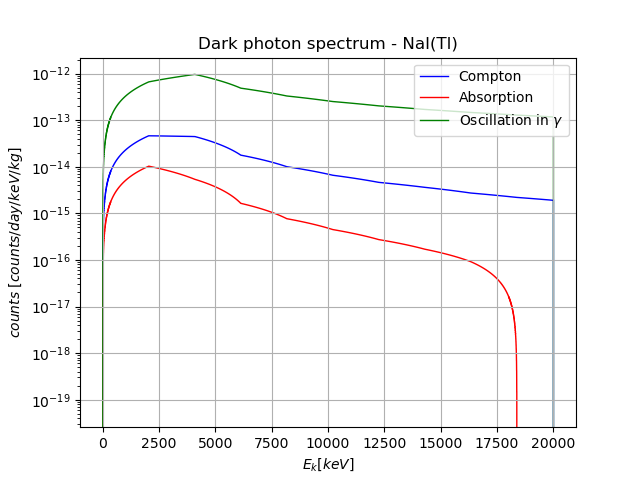 Dark photon spectrum - NaI(Tl)
Compton
Absorption
Oscillation in γ
counts [counts/day/keV/kg]
10⁻¹²
10⁻¹³
10⁻¹⁴
10⁻¹⁵
10⁻¹⁶
10⁻¹⁷
10⁻¹⁸
10⁻¹⁹
0 2500 5000 7500 10000 12500 15000 17500 20000
Eₖ[keV]